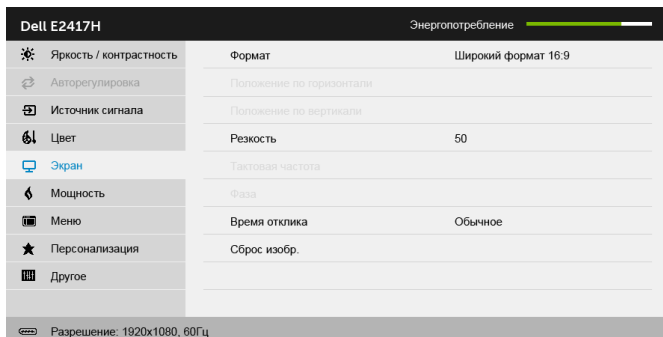 Dell E2417H Энергопотребление
Яркость / контрастность Формат Широкий формат 16:9
Авторегулировка Положение по горизонтали
Источник сигнала Положение по вертикали
Цвет Резкость 50
Экран Тактовая частота
Мощность Фаза
Меню Время отклика Обычное
Персонализация Сброс изобр.
Другое
Разрешение: 1920x1080, 60Гц